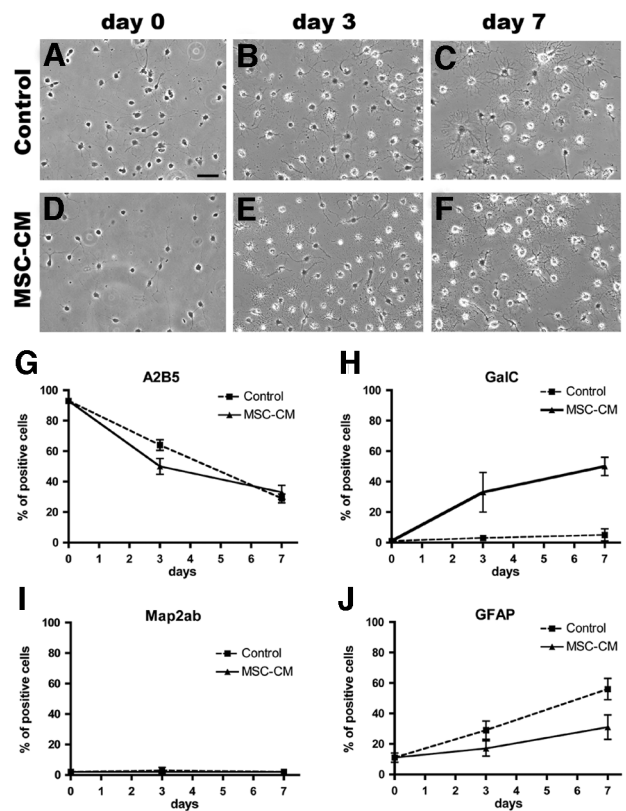 day 0 day 3 day 7
Control
A B C
MSC-CM
D E F
G H
A2B5
GalC
Control
MSC-CM
Control
MSC-CM
% of positive cells
100
80
60
40
20
0
0 1 2 3 4 5 6 7
days
% of positive cells
100
80
60
40
20
0
0 1 2 3 4 5 6 7
days
I J
Map2ab
GFAP
Control
MSC-CM
Control
MSC-CM
% of positive cells
100
80
60
40
20
0
0 1 2 3 4 5 6 7
days
% of positive cells
100
80
60
40
20
0
0 1 2 3 4 5 6 7
days